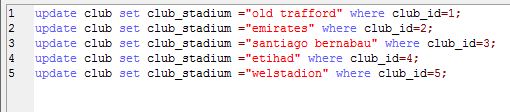 1 update club set club_stadium ="old trafford" where club_id=1;
2 update club set club_stadium ="emirates" where club_id=2;
3 update club set club_stadium ="santiago bernabau" where club_id=3;
4 update club set club_stadium ="etihad" where club_id=4;
5 update club set club_stadium ="welstadion" where club_id=5;